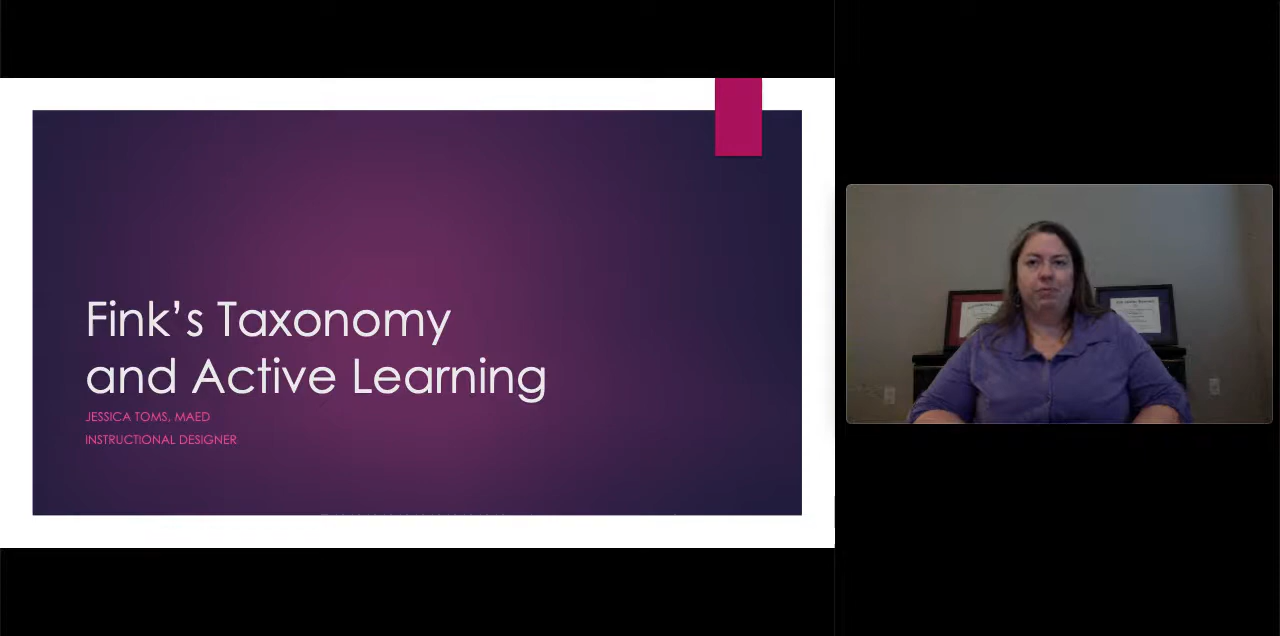 Fink’s Taxonomy
and Active Learning
JESSICA TOMS, MAED
INSTRUCTIONAL DESIGNER